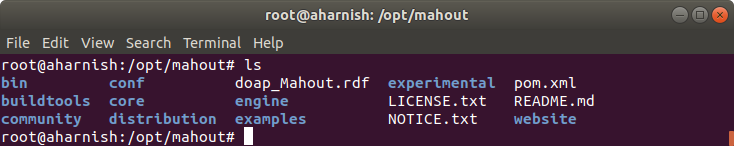 root@aharnish: /opt/mahout
File Edit View Search Terminal Help
root@aharnish:/opt/mahout# ls
bin conf doap_Mahout.rdf experimental pom.xml
buildtools core engine LICENSE.txt README.md
community distribution examples NOTICE.txt website
root@aharnish:/opt/mahout#